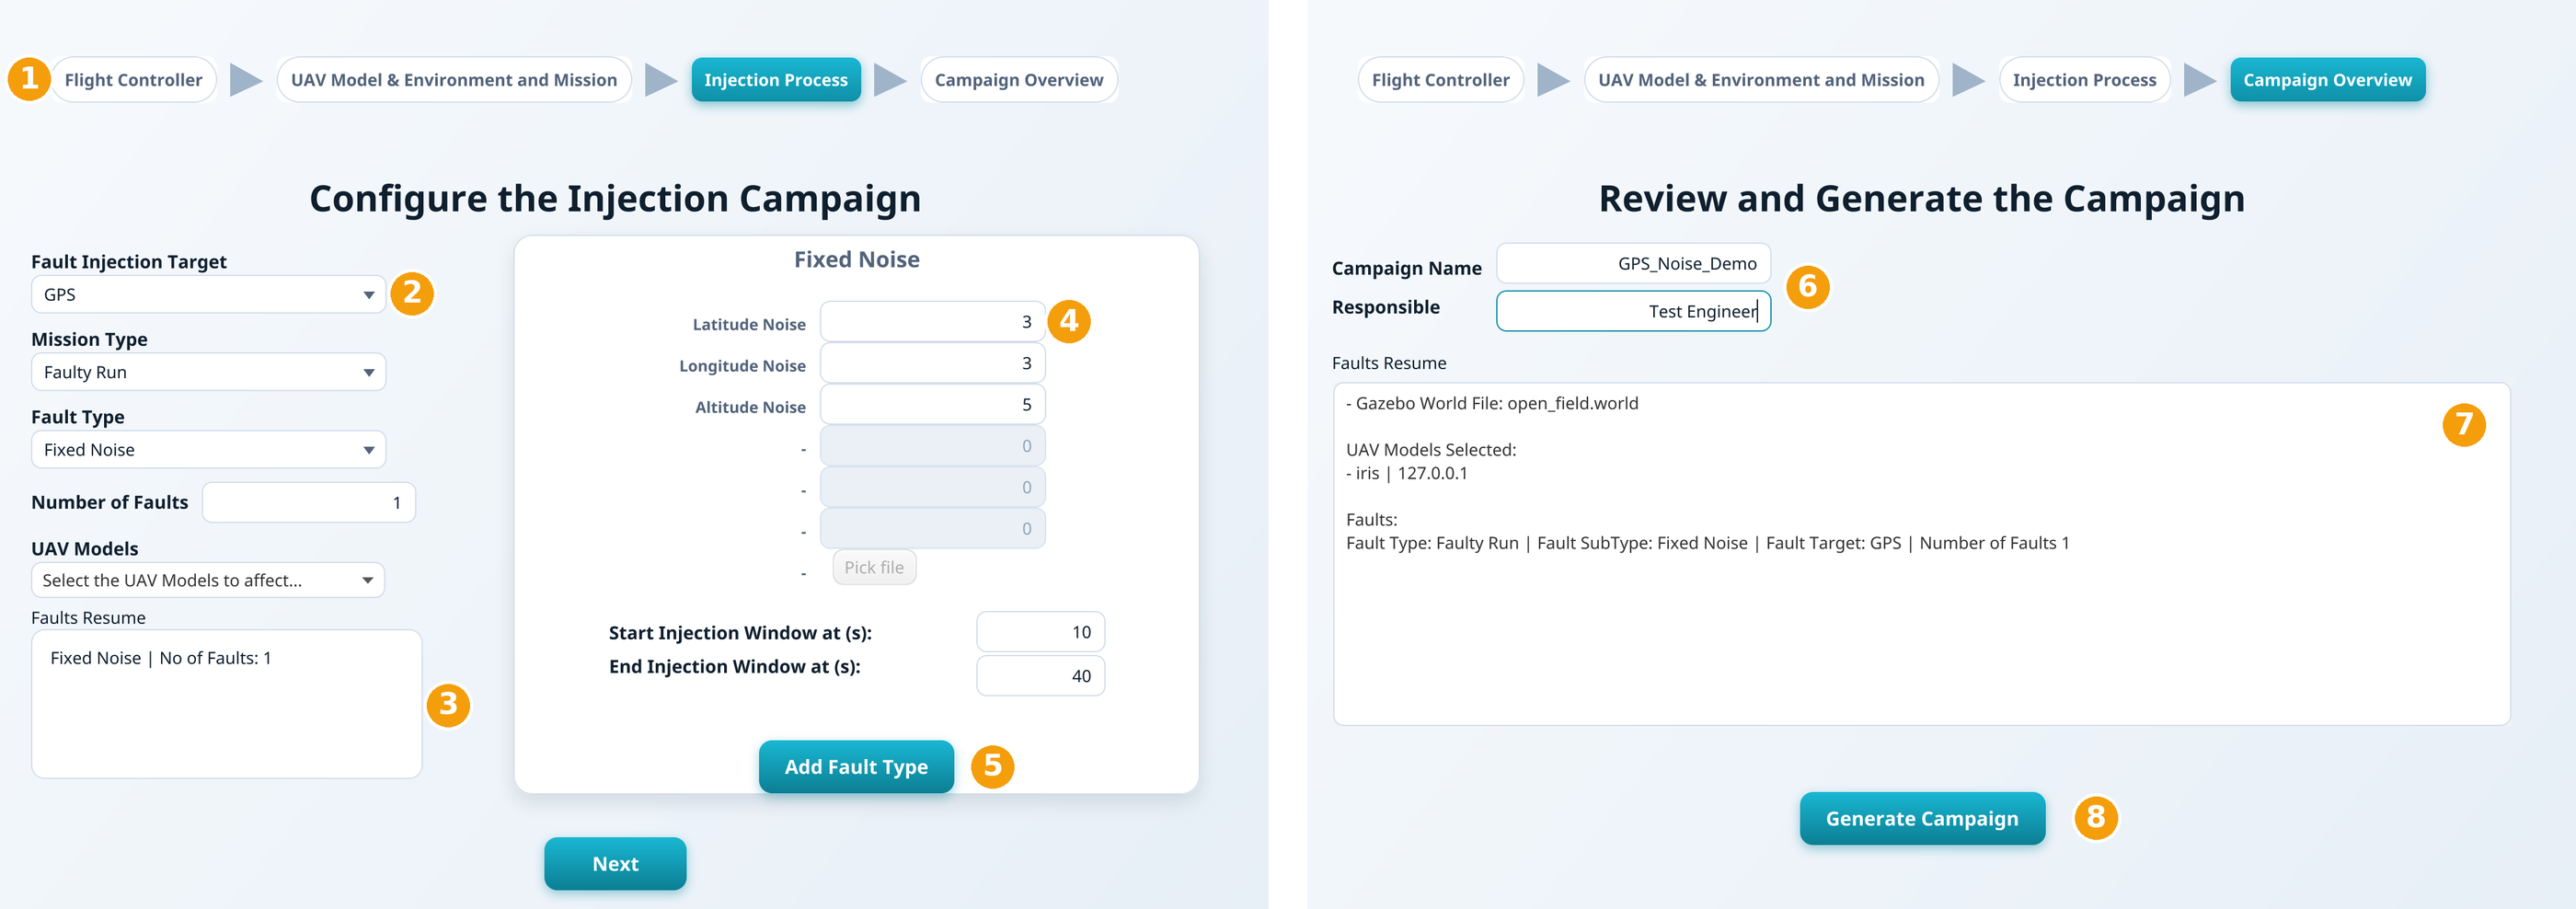 1 Flight Controller UAV Model & Environment and Mission Injection Process Campaign Overview
Configure the Injection Campaign
Fault Injection Target
GPS 2
Mission Type
Faulty Run
Fault Type
Fixed Noise
Number of Faults 1
UAV Models
Select the UAV Models to affect...
Faults Resume
Fixed Noise | No of Faults: 1
3
Fixed Noise
Latitude Noise 3 4
Longitude Noise 3
Altitude Noise 5
- 0
- 0
- 0
- Pick file
Start Injection Window at (s): 10
End Injection Window at (s): 40
Add Fault Type 5
Next
Flight Controller UAV Model & Environment and Mission Injection Process Campaign Overview
Review and Generate the Campaign
Campaign Name GPS_Noise_Demo
6
Responsible Test Engineer
Faults Resume
- Gazebo World File: open_field.world
7
UAV Models Selected:
- iris | 127.0.0.1
Faults:
Fault Type: Faulty Run | Fault SubType: Fixed Noise | Fault Target: GPS | Number of Faults 1
Generate Campaign 8